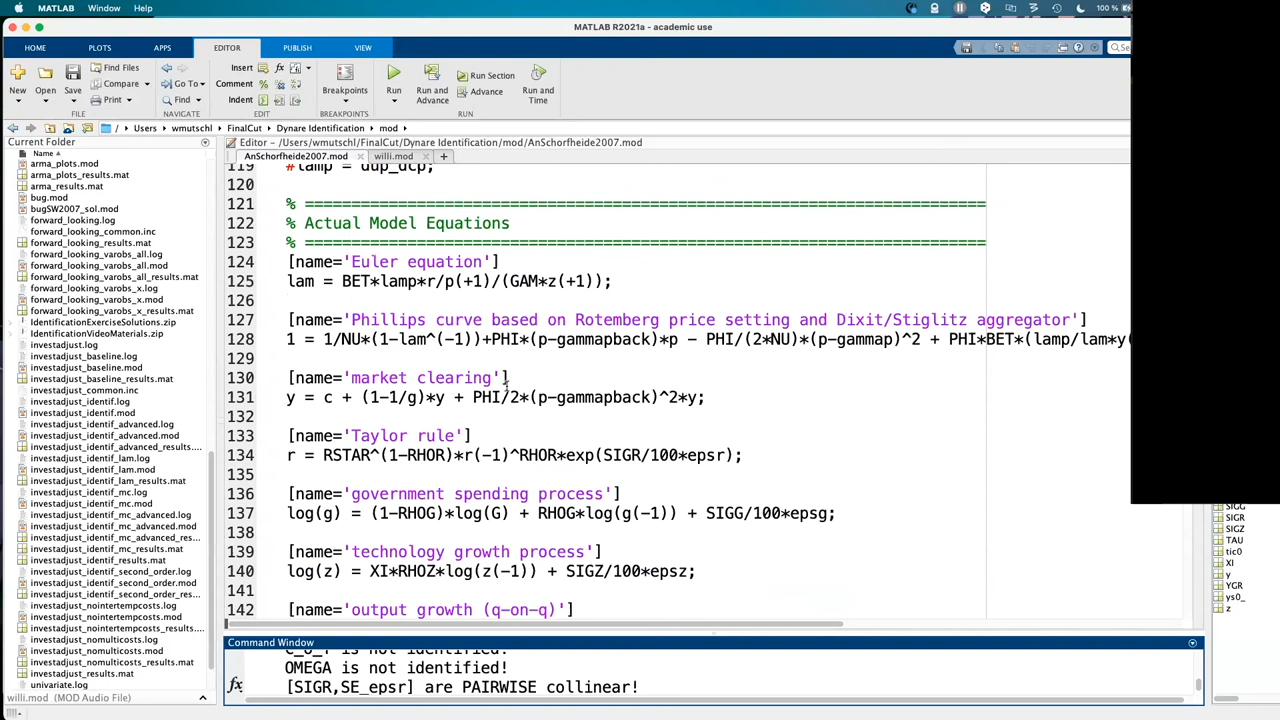 MATLAB Window Help
100 %
MATLAB R2021a - academic use
HOME PLOTS APPS EDITOR PUBLISH VIEW
New Open Save Find Files Compare Print Go To Find Insert Comment Indent Breakpoints Run Run and Advance Run Section Advance Run and Time
FILE NAVIGATE EDIT BREAKPOINTS RUN
/ Users wmutschl FinalCut Dynare Identification mod
Current Folder
Name
arma_plots.mod
arma_plots_results.mat
arma_results.mat
bug.mod
bugSW2007_sol.mod
forward_looking.log
forward_looking_common.inc
forward_looking_results.mat
forward_looking_varobs_all.log
forward_looking_varobs_all.mod
forward_looking_varobs_all_results.mat
forward_looking_varobs_x.log
forward_looking_varobs_x.mod
forward_looking_varobs_x_results.mat
IdentificationExerciseSolutions.zip
IdentificationVideoMaterials.zip
investadjust.log
investadjust_baseline.log
investadjust_baseline.mod
investadjust_baseline_results.mat
investadjust_common.inc
investadjust_identif.log
investadjust_identif.mod
investadjust_identif_advanced.log
investadjust_identif_advanced.mod
investadjust_identif_advanced_results....
investadjust_identif_lam.log
investadjust_identif_lam.mod
investadjust_identif_lam_results.mat
investadjust_identif_mc.log
investadjust_identif_mc.mod
investadjust_identif_mc_advanced.log
investadjust_identif_mc_advanced.mod
investadjust_identif_mc_advanced_res...
investadjust_identif_mc_results.mat
investadjust_identif_results.mat
investadjust_identif_second_order.log
investadjust_identif_second_order.mod
investadjust_identif_second_order_res...
investadjust_nointertempcosts.log
investadjust_nointertempcosts.mod
investadjust_nointertempcosts_results....
investadjust_nomulticosts.log
investadjust_nomulticosts.mod
investadjust_nomulticosts_results.mat
investadjust_results.mat
univariate.log
willi.mod (MOD Audio File)
Editor - /Users/wmutschl/FinalCut/Dynare Identification/mod/AnSchorfheide2007.mod
AnSchorfheide2007.mod willi.mod
119 #lamp = dup_dcp;
120
121 % =========================================================================
122 % Actual Model Equations
123 % =========================================================================
124 [name='Euler equation']
125 lam = BET*lamp*r/p(+1)/(GAM*z(+1));
126
127 [name='Phillips curve based on Rotemberg price setting and Dixit/Stiglitz aggregator']
128 1 = 1/NU*(1-lam^(-1))+PHI*(p-gammapback)*p - PHI/(2*NU)*(p-gammap)^2 + PHI*BET*(lamp/lam*y(
129
130 [name='market clearing']
131 y = c + (1-1/g)*y + PHI/2*(p-gammapback)^2*y;
132
133 [name='Taylor rule']
134 r = RSTAR^(1-RHOR)*r(-1)^RHOR*exp(SIGR/100*epsr);
135
136 [name='government spending process']
137 log(g) = (1-RHOG)*log(G) + RHOG*log(g(-1)) + SIGG/100*epsg;
138
139 [name='technology growth process']
140 log(z) = XI*RHOZ*log(z(-1)) + SIGZ/100*epsz;
141
142 [name='output growth (q-on-q)']
Command Window
OMEGA is not identified!
[SIGR,SE_epsr] are PAIRWISE collinear!
SIGG
SIGR
SIGZ
TAU
tic0
XI
y
YGR
ys0_
z